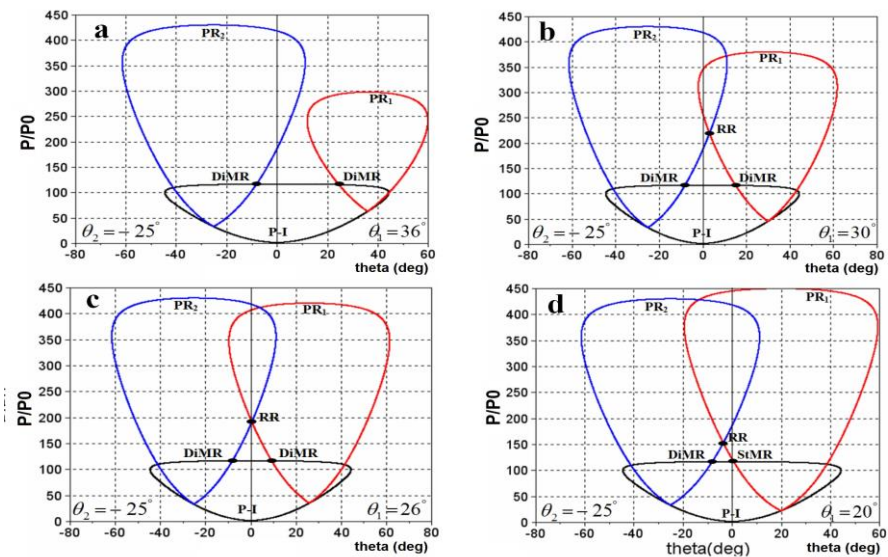 450
400
350
300
250
200
150
100
50
0
P/P0
a
PR₂
PR₁
DiMR
DiMR
P-I
θ₂ = −25°
θ₁ = 36°
-80 -60 -40 -20 0 20 40 60
theta (deg)
450
400
350
300
250
200
150
100
50
0
P/P0
b
PR₂
PR₁
RR
DiMR
DiMR
P-I
θ₂ = −25°
θ₁ = 30°
-80 -60 -40 -20 0 20 40 60 80
theta (deg)
450
400
350
300
250
200
150
100
50
0
P/P0
c
PR₂
PR₁
RR
DiMR
DiMR
P-I
θ₂ = −25°
θ₁ = 26°
-80 -60 -40 -20 0 20 40 60 80
theta (deg)
450
400
350
300
250
200
150
100
50
0
P/P0
d
PR₂
PR₁
RR
DiMR
StMR
P-I
θ₂ = −25°
θ₁ = 20°
-80 -60 -40 -20 0 20 40 60
theta(deg)
theta (deg)